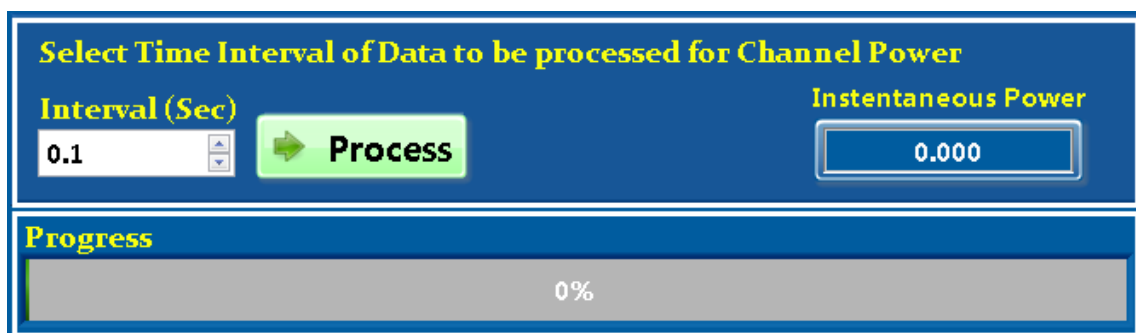 Select Time Interval of Data to be processed for Channel Power
Interval (Sec)
Instentaneous Power
0.1
Process
0.000
Progress
0%